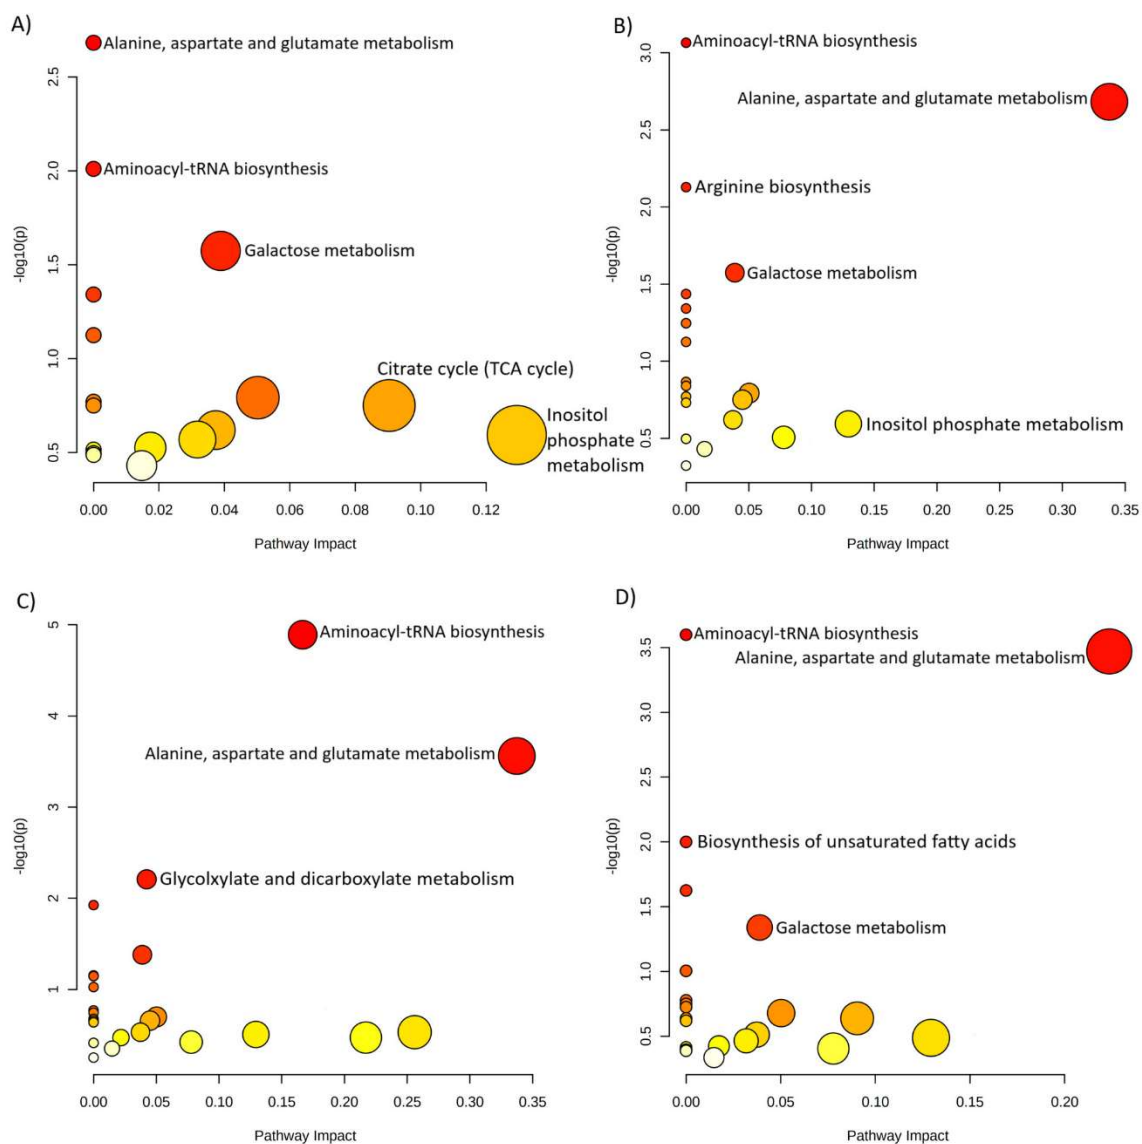 A)
Alanine, aspartate and glutamate metabolism
2.5
Aminoacyl-tRNA biosynthesis
2.0
-log10(p)
Galactose metabolism
1.5
1.0
Citrate cycle (TCA cycle)
Inositol
phosphate
metabolism
0.5
0.00 0.02 0.04 0.06 0.08 0.10 0.12
Pathway Impact
B)
Aminoacyl-tRNA biosynthesis
3.0
Alanine, aspartate and glutamate metabolism
2.5
Arginine biosynthesis
2.0
-log10(p)
Galactose metabolism
1.5
1.0
Inositol phosphate metabolism
0.5
0.00 0.05 0.10 0.15 0.20 0.25 0.30 0.35
Pathway Impact
C)
5
Aminoacyl-tRNA biosynthesis
4
Alanine, aspartate and glutamate metabolism
3
-log10(p)
Glycolxylate and dicarboxylate metabolism
2
1
0.00 0.05 0.10 0.15 0.20 0.25 0.30 0.35
Pathway Impact
D)
Aminoacyl-tRNA biosynthesis
3.5
Alanine, aspartate and glutamate metabolism
3.0
2.5
-log10(p)
Biosynthesis of unsaturated fatty acids
2.0
1.5
Galactose metabolism
1.0
0.5
0.00 0.05 0.10 0.15 0.20
Pathway Impact